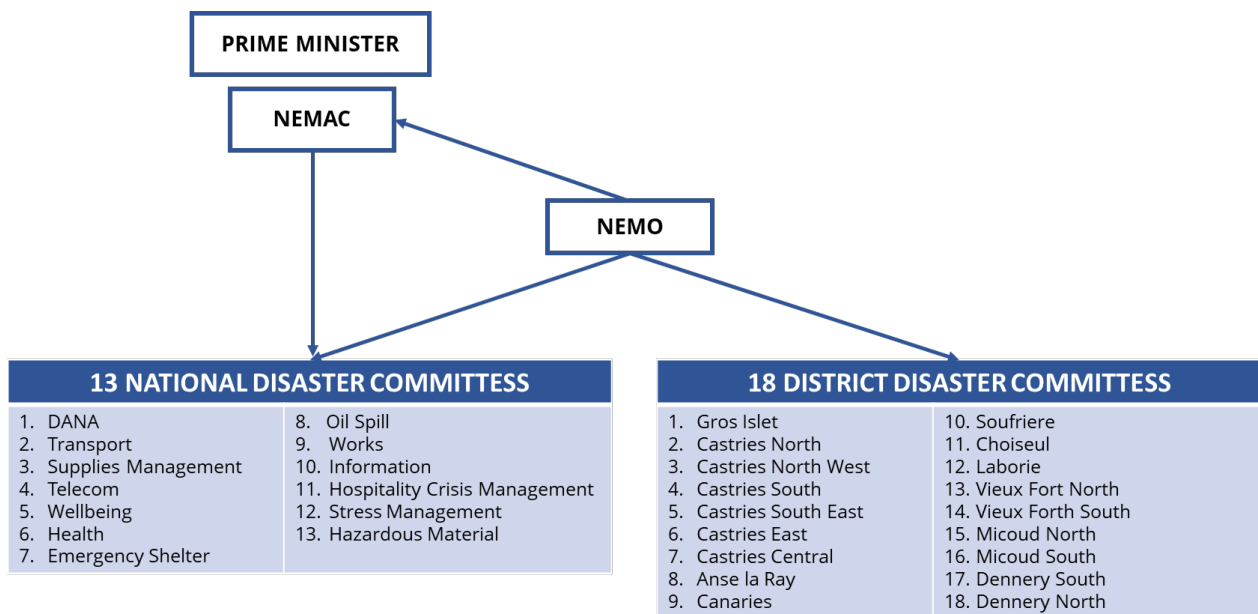 PRIME MINISTER
NEMAC
NEMO
13 NATIONAL DISASTER COMMITTESS
1. DANA
2. Transport
3. Supplies Management
4. Telecom
5. Wellbeing
6. Health
7. Emergency Shelter
8. Oil Spill
9. Works
10. Information
11. Hospitality Crisis Management
12. Stress Management
13. Hazardous Material
18 DISTRICT DISASTER COMMITTESS
1. Gros Islet
2. Castries North
3. Castries North West
4. Castries South
5. Castries South East
6. Castries East
7. Castries Central
8. Anse la Ray
9. Canaries
10. Soufriere
11. Choiseul
12. Laborie
13. Vieux Fort North
14. Vieux Forth South
15. Micoud North
16. Micoud South
17. Dennery South
18. Dennery North